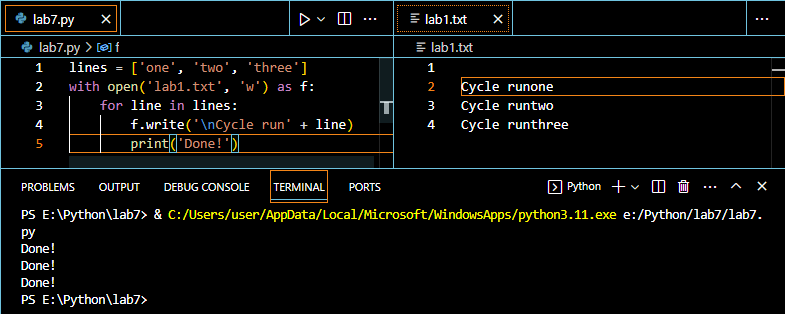 lab7.py
lab7.py > f
1 lines = ['one', 'two', 'three']
2 with open('lab1.txt', 'w') as f:
3     for line in lines:
4         f.write('\nCycle run' + line)
5         print('Done!')
lab1.txt
lab1.txt
1
2 Cycle runone
3 Cycle runtwo
4 Cycle runthree
PROBLEMS OUTPUT DEBUG CONSOLE TERMINAL PORTS Python
PS E:\Python\lab7> & C:/Users/user/AppData/Local/Microsoft/WindowsApps/python3.11.exe e:/Python/lab7/lab7.
py
Done!
Done!
Done!
PS E:\Python\lab7>